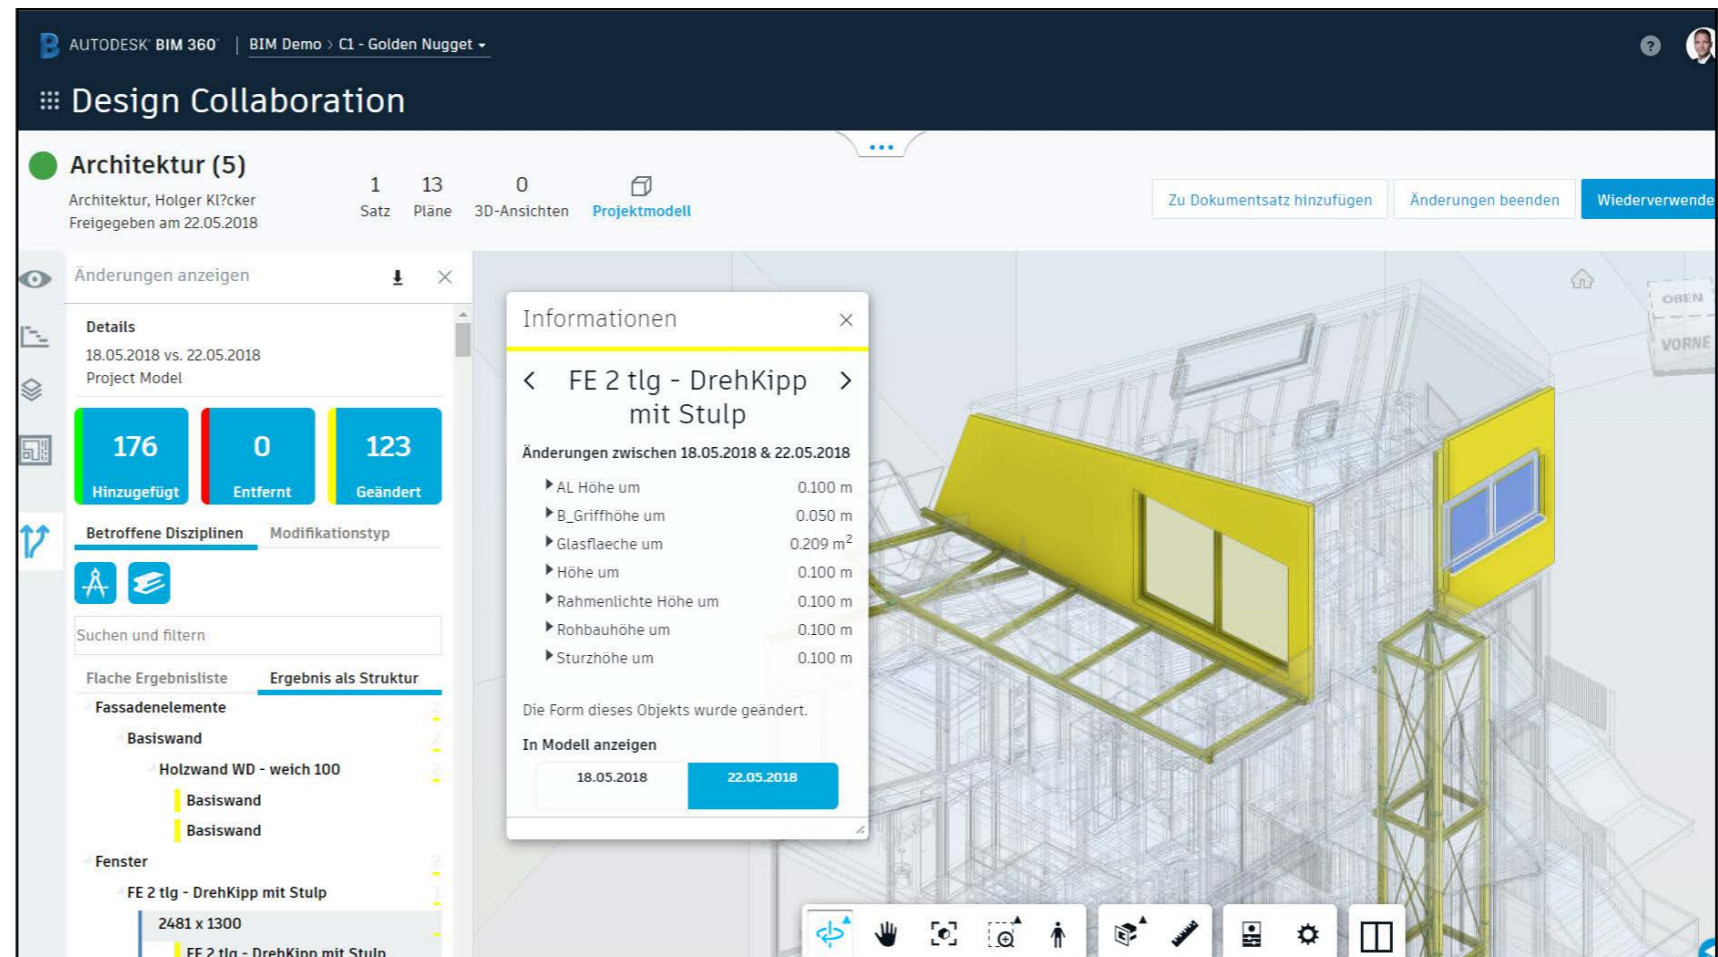 AUTODESK® BIM 360™ | BIM Demo > C1 - Golden Nugget
Design Collaboration
Architektur (5)
Architektur, Holger Kl?cker
Freigegeben am 22.05.2018
1 Satz
13 Pläne
0 3D-Ansichten
Projektmodell
Zu Dokumentsatz hinzufügen
Änderungen beenden
Wiederverwende
Änderungen anzeigen
Details
18.05.2018 vs. 22.05.2018
Project Model
176 Hinzugefügt
0 Entfernt
123 Geändert
Betroffene Disziplinen Modifikationstyp
Suchen und filtern
Flache Ergebnisliste Ergebnis als Struktur
Fassadenelemente 2
Basiswand 2
Holzwand WD - weich 100 2
Basiswand
Basiswand
Fenster 2
FE 2 tlg - DrehKipp mit Stulp 1
2481 x 1300
FE 2 tlg - DrehKipp mit Stulp
Informationen
FE 2 tlg - DrehKipp
mit Stulp
Änderungen zwischen 18.05.2018 & 22.05.2018
AL Höhe um 0.100 m
B_Griffhöhe um 0.050 m
Glasflaeche um 0.209 m²
Höhe um 0.100 m
Rahmenlichte Höhe um 0.100 m
Rohbauhöhe um 0.100 m
Sturzhöhe um 0.100 m
Die Form dieses Objekts wurde geändert.
In Modell anzeigen
18.05.2018 22.05.2018
OBEN
VORNE